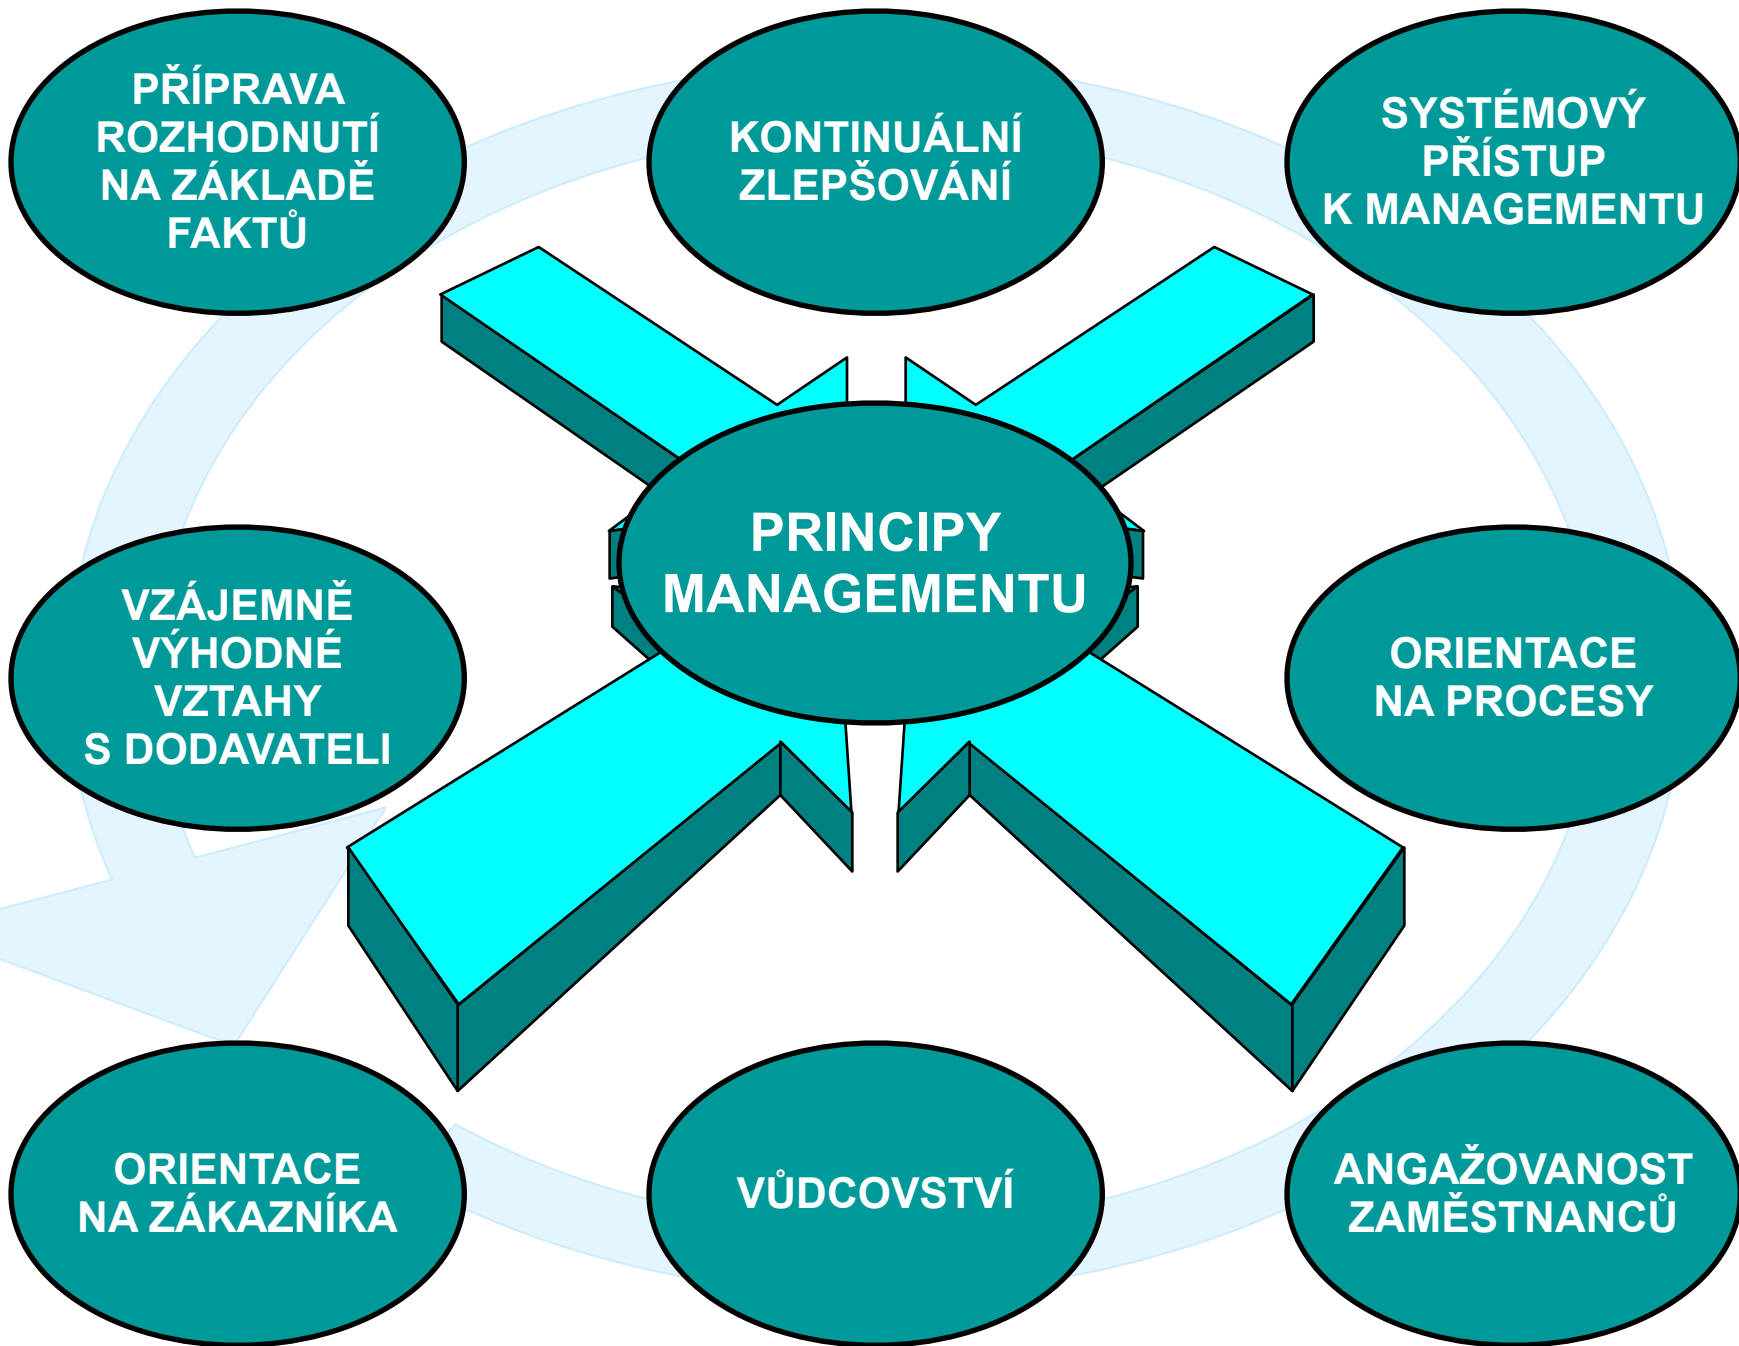 PŘÍPRAVA
ROZHODNUTÍ
NA ZÁKLADĚ
FAKTŮ
KONTINUÁLNÍ
ZLEPŠOVÁNÍ
SYSTÉMOVÝ
PŘÍSTUP
K MANAGEMENTU
PRINCIPY
MANAGEMENTU
VZÁJEMNĚ
VÝHODNÉ
VZTAHY
S DODAVATELI
ORIENTACE
NA PROCESY
ORIENTACE
NA ZÁKAZNÍKA
VŮDCOVSTVÍ
ANGAŽOVANOST
ZAMĚSTNANCŮ